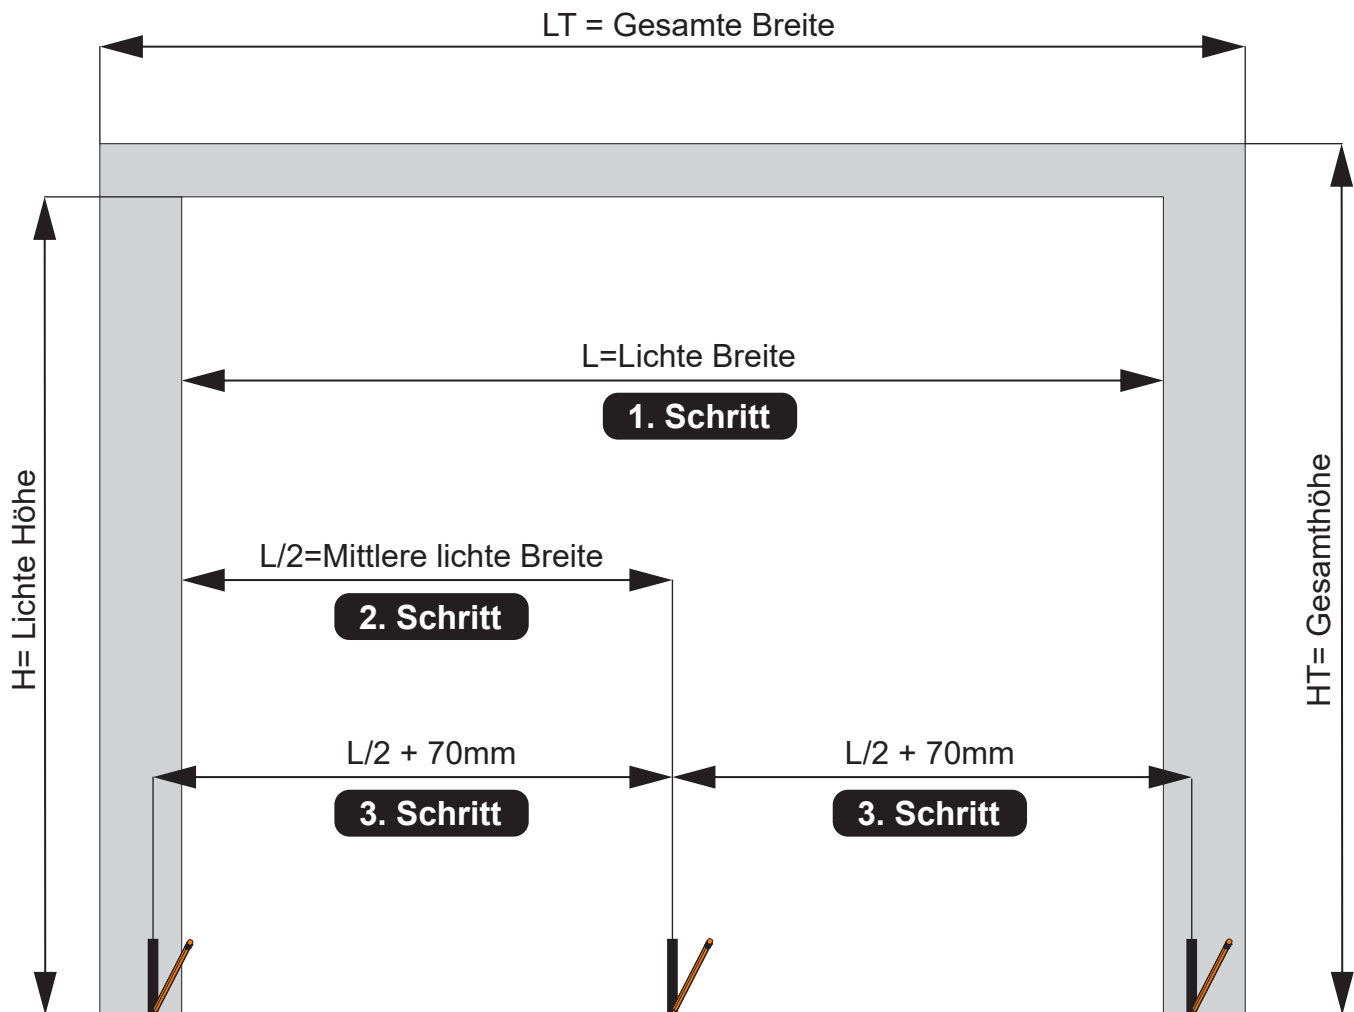 LT = Gesamte Breite
L=Lichte Breite
1. Schritt
H= Lichte Höhe
HT= Gesamthöhe
L/2=Mittlere lichte Breite
2. Schritt
L/2 + 70mm
L/2 + 70mm
3. Schritt
3. Schritt